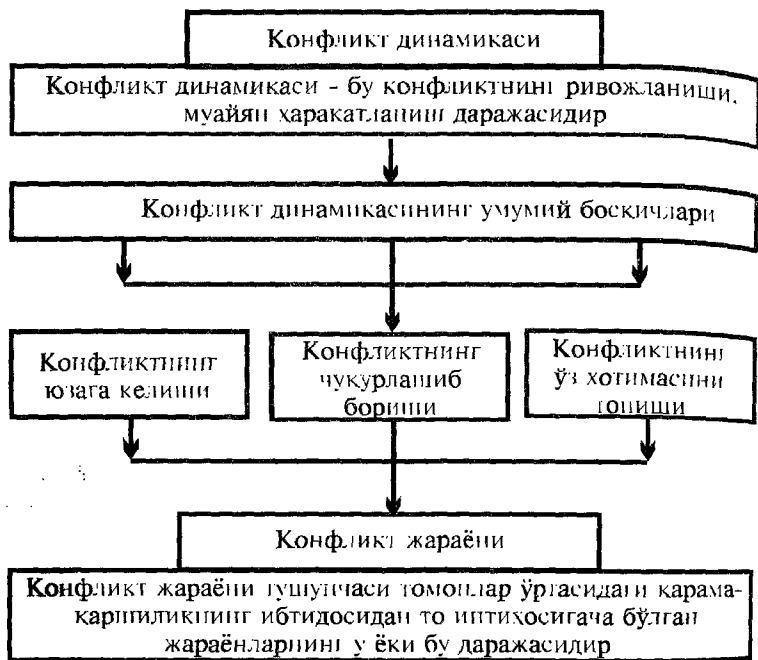 Конфликт динамикаси
Конфликт динамикаси - бу конфликтнинг ривожланиши,
муайян ҳаракатланиш даражасидир
Конфликт динамикасининг умумий босқичлари
Конфликтнинг
юзага келиши
Конфликтнинг
чуқурлашиб
бориши
Конфликтнинг
ўз хотимасини
топиши
Конфликт жараёни
Конфликт жараёни тушунчаси томонлар ўртасидаги қарама-
қаршиликнинг ибтидосидан то интиҳосигача бўлган
жараёнларнинг у ёки бу даражасидир